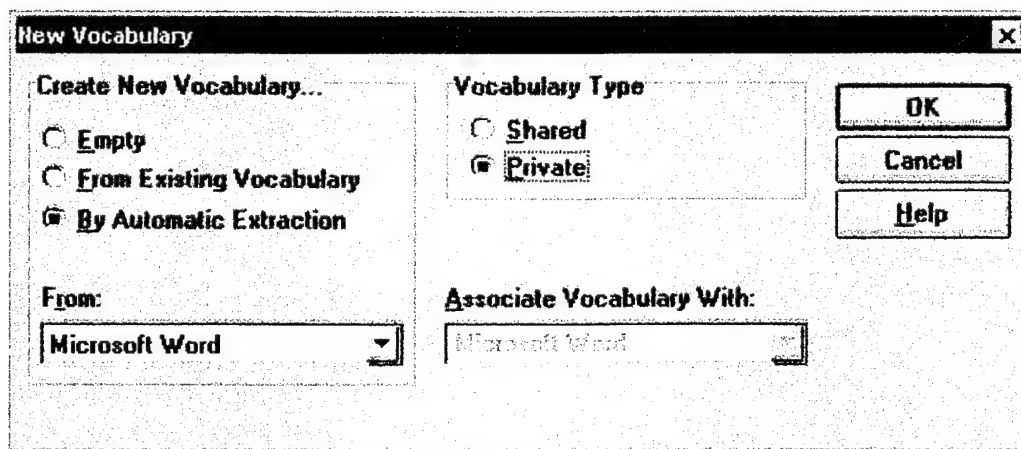 New Vocabulary
Create New Vocabulary...
Empty
From Existing Vocabulary
By Automatic Extraction
From:
Microsoft Word
Vocabulary Type
Shared
Private
Associate Vocabulary With:
Microsoft Word
OK
Cancel
Help